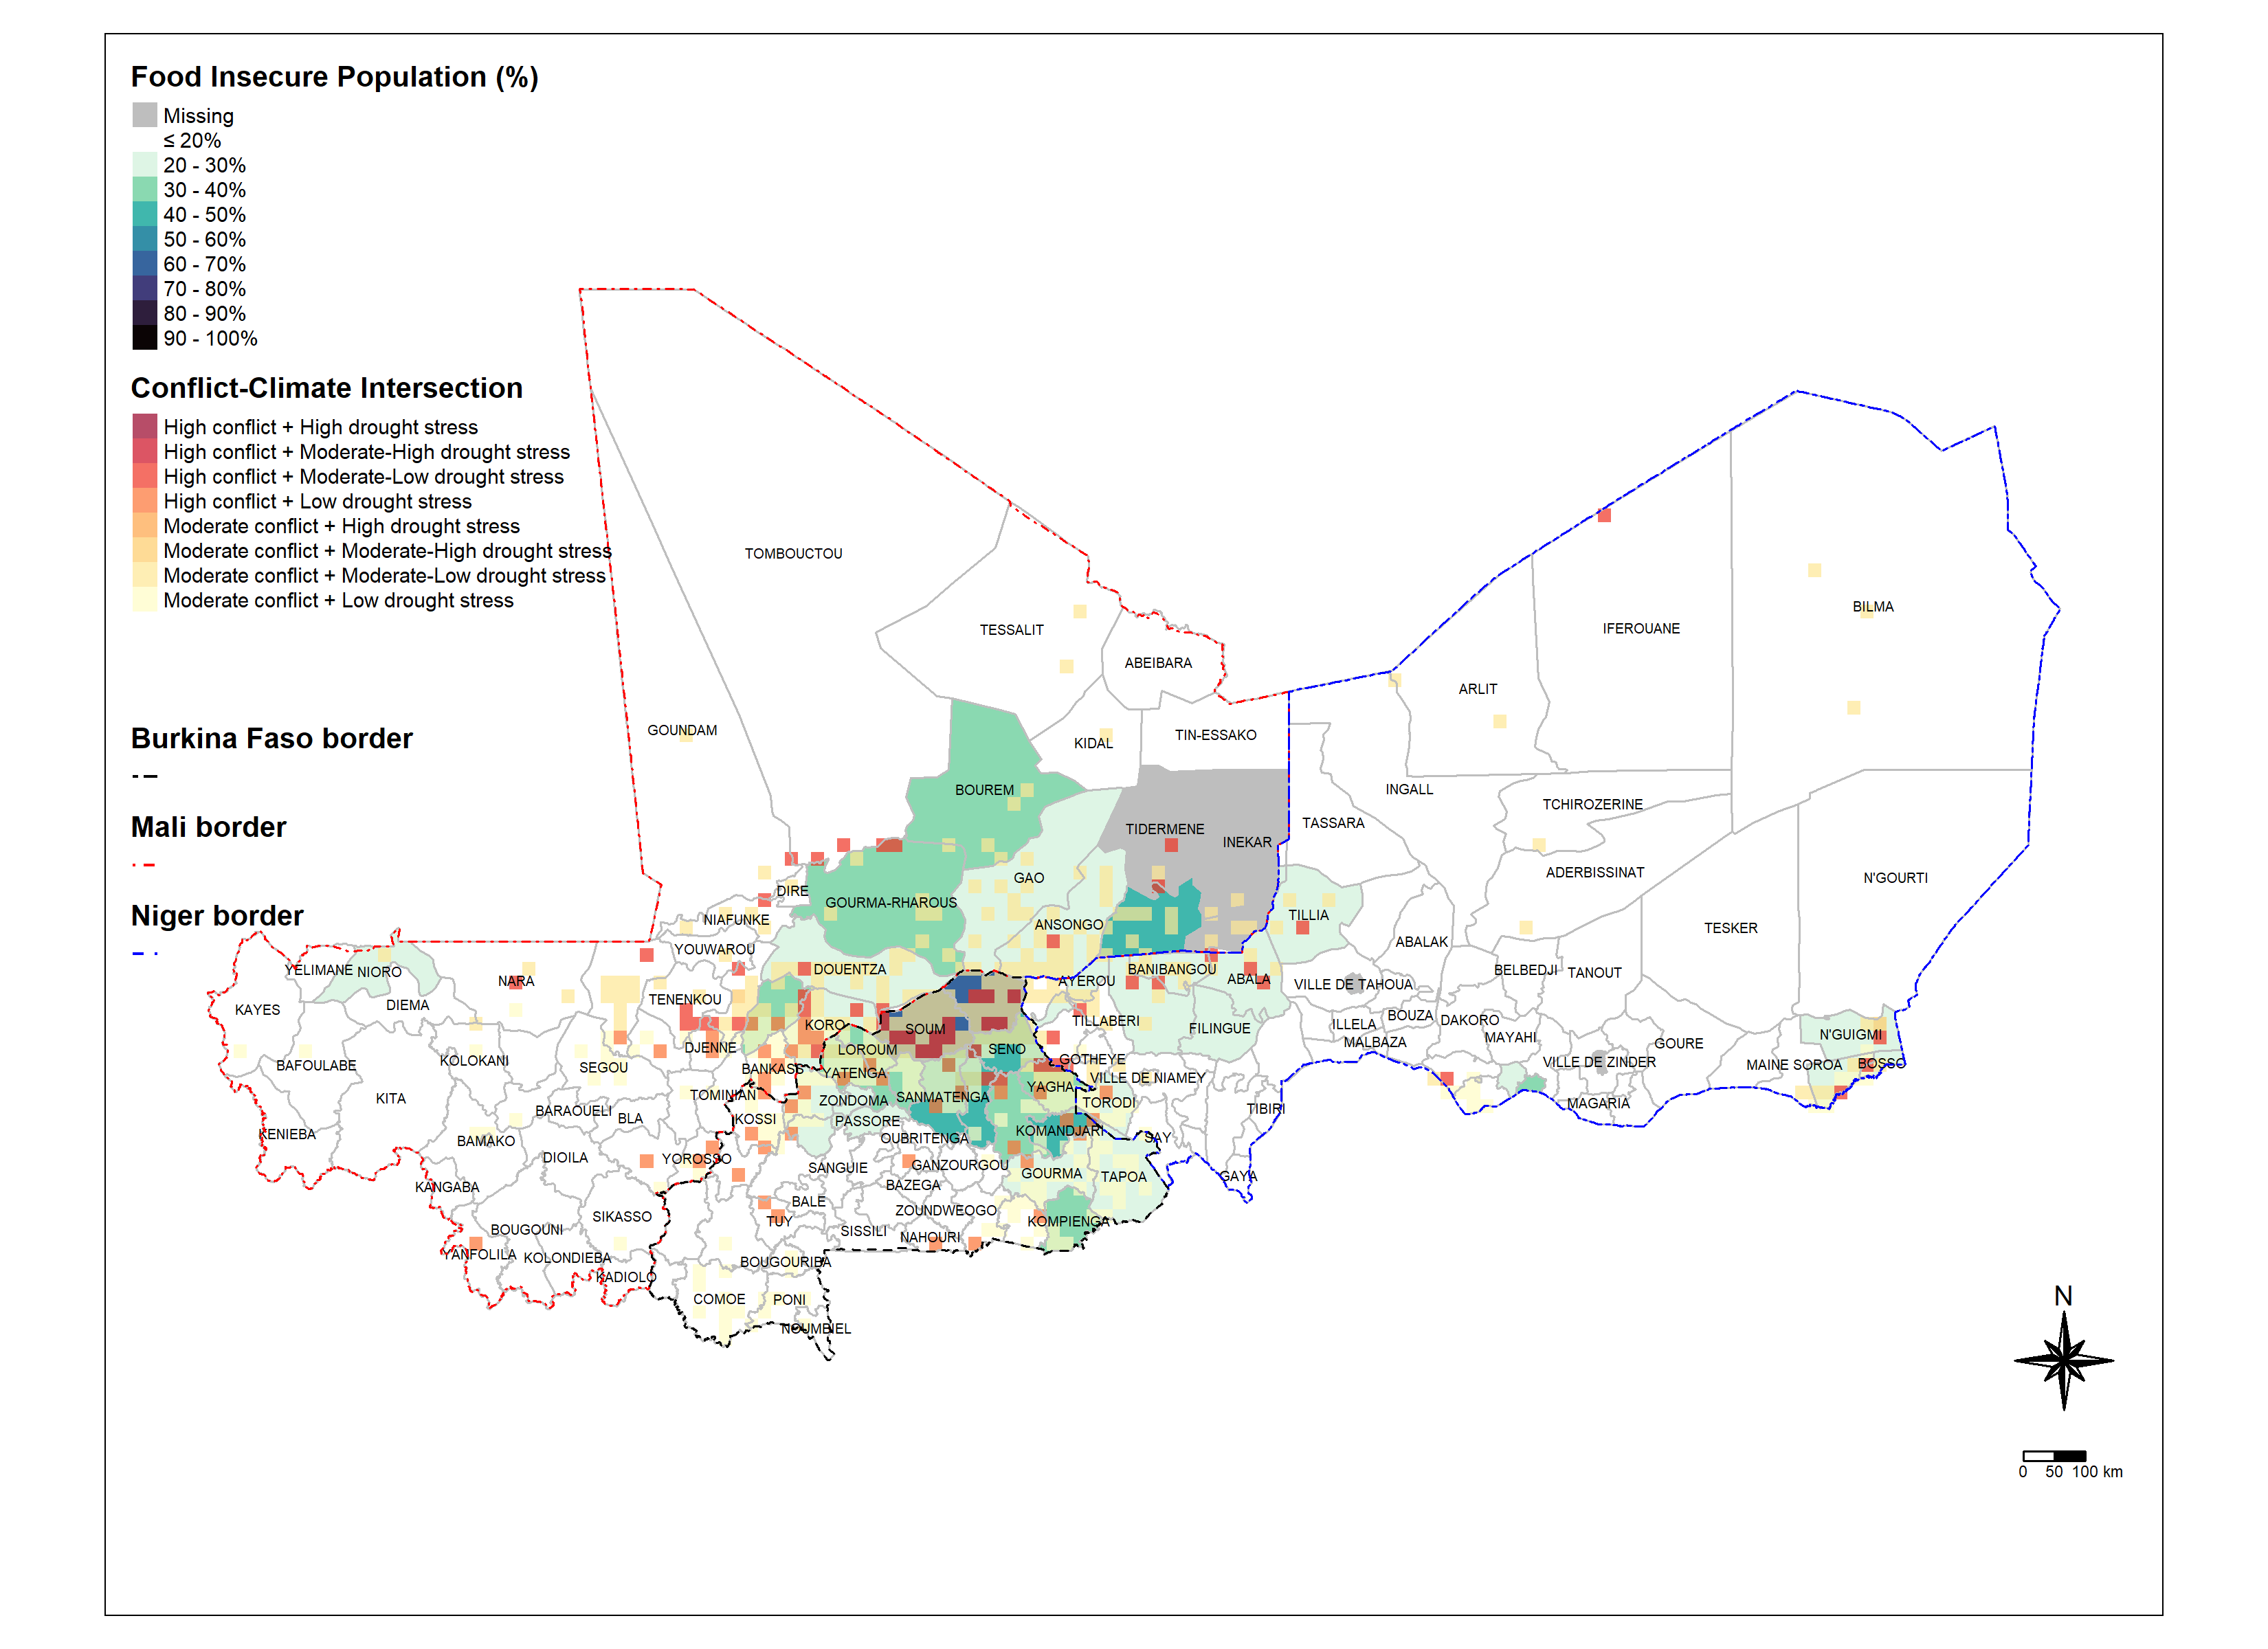 Food Insecure Population (%)
Missing
≤ 20%
20 - 30%
30 - 40%
40 - 50%
50 - 60%
60 - 70%
70 - 80%
80 - 90%
90 - 100%
Conflict-Climate Intersection
High conflict + High drought stress
High conflict + Moderate-High drought stress
High conflict + Moderate-Low drought stress
High conflict + Low drought stress
Moderate conflict + High drought stress
Moderate conflict + Moderate-High drought stress
Moderate conflict + Moderate-Low drought stress
Moderate conflict + Low drought stress
Burkina Faso border
Mali border
Niger border
TOMBOUCTOU
TESSALIT
ABEIBARA
GOUNDAM
KIDAL
TIN-ESSAKO
BOUREM
TIDERMENE
INEKAR
GAO
DIRE
GOURMA-RHAROUS
ANSONGO
NIAFUNKE
YOUWAROU
DOUENTZA
YELIMANE
NIORO
NARA
TENENKOU
KAYES
DIEMA
KORO
DJENNE
BANKASS
BAFOULABE
KOLOKANI
SEGOU
KITA
TOMINIAN
BARAOUELI
BLA
KENIEBA
BAMAKO
DIOILA
YOROSSO
KANGABA
SIKASSO
BOUGOUNI
YANFOLILA
KOLONDIEBA
KADIOLO
SOUM
LOROUM
SENO
YATENGA
YAGHA
ZONDOMA
SANMATENGA
KOSSI
PASSORE
OUBRITENGA
KOMANDJARI
SANGUIE
GANZOURGOU
GOURMA
TAPOA
BAZEGA
BALE
ZOUNDWEOGO
TUY
SISSILI
NAHOURI
KOMPIENGA
BOUGOURIBA
COMOE
PONI
NOUMBIEL
BILMA
IFEROUANE
ARLIT
INGALL
TCHIROZERINE
TASSARA
ADERBISSINAT
N'GOURTI
TILLIA
TESKER
ABALAK
BANIBANGOU
AYEROU
ABALA
VILLE DE TAHOUA
BELBEDJI
TANOUT
TILLABERI
FILINGUE
ILLELA
BOUZA
DAKORO
MALBAZA
MAYAHI
GOURE
N'GUIGMI
GOTHEYE
VILLE DE NIAMEY
VILLE DE ZINDER
MAINE SOROA
BOSSO
TORODI
TIBIRI
MAGARIA
SAY
GAYA
N
0 50 100 km